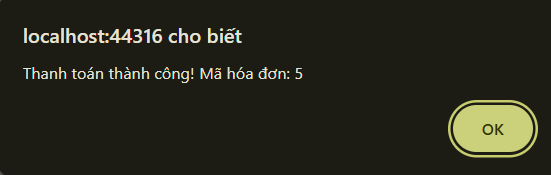 localhost:44316 cho biết
Thanh toán thành công! Mã hóa đơn: 5
OK